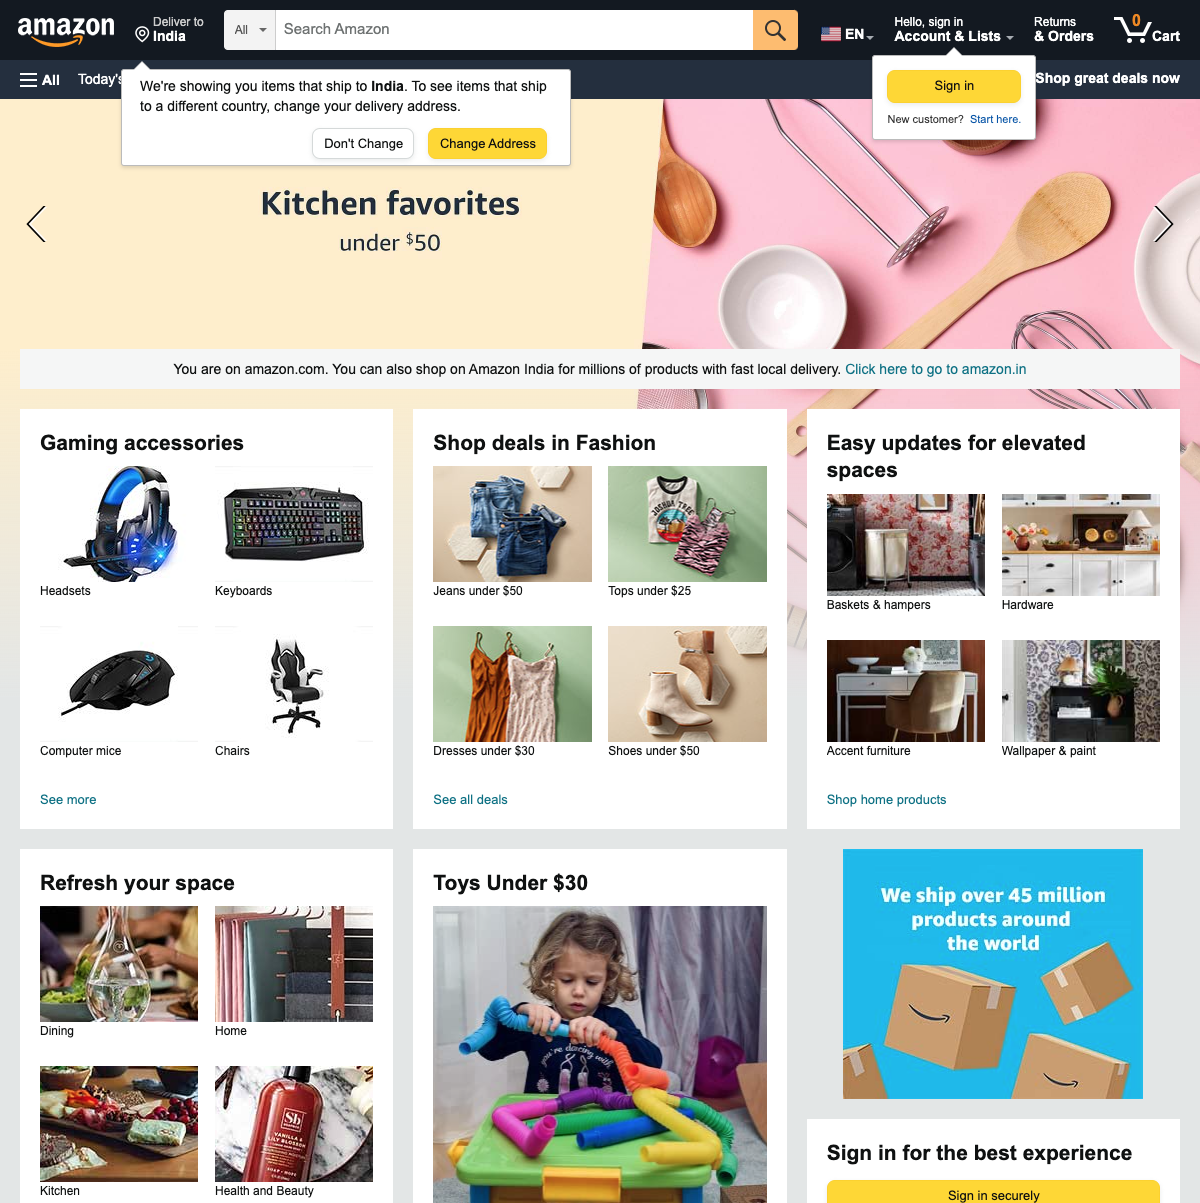 amazon
Deliver to
India
All
Search Amazon
EN
Hello, sign in
Account & Lists
Returns
& Orders
0
Cart
All
Today's
Shop great deals now
We're showing you items that ship to India. To see items that ship
to a different country, change your delivery address.
Don't Change
Change Address
Sign in
New customer? Start here.
Kitchen favorites
under $50
You are on amazon.com. You can also shop on Amazon India for millions of products with fast local delivery. Click here to go to amazon.in
Gaming accessories
Headsets
Keyboards
Computer mice
Chairs
See more
Shop deals in Fashion
Jeans under $50
Tops under $25
Dresses under $30
Shoes under $50
See all deals
Easy updates for elevated
spaces
Baskets & hampers
Hardware
Accent furniture
Wallpaper & paint
Shop home products
Refresh your space
Dining
Home
Sb
VANILLA &
LILY BLOSSOM
Kitchen
Health and Beauty
Toys Under $30
you're dancing with
We ship over 45 million
products around
the world
Sign in for the best experience
Sign in securely